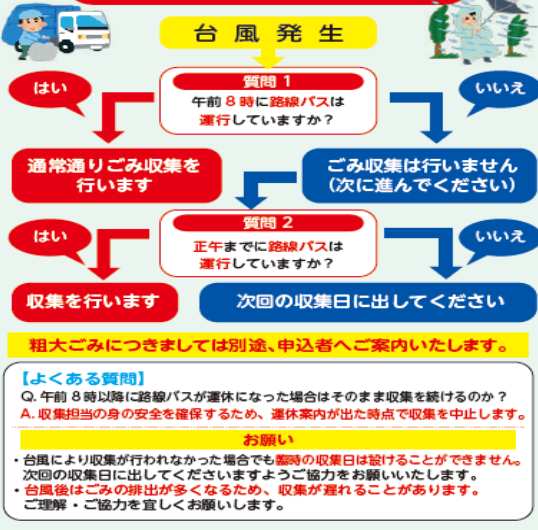 台風発生
質問1
はい
いいえ
午前8時に路線バスは
運行していますか？
通常通りごみ収集を
行います
ごみ収集は行いません
（次に進んでください）
質問2
はい
いいえ
正午までに路線バスは
運行していますか？
収集を行います
次回の収集日に出してください
粗大ごみにつきましては別途、申込者へご案内いたします。
【よくある質問】
Q. 午前8時以降に路線バスが運休になった場合はそのまま収集を続けるのか？
A. 収集担当の身の安全を確保するため、運休案内が出た時点で収集を中止します。
お願い
・台風により収集が行われなかった場合でも臨時の収集日は設けることができません。
次回の収集日に出してくださいますようご協力をお願いいたします。
・台風後はごみの排出が多くなるため、収集が遅れることがあります。
ご理解・ご協力を宜しくお願いします。